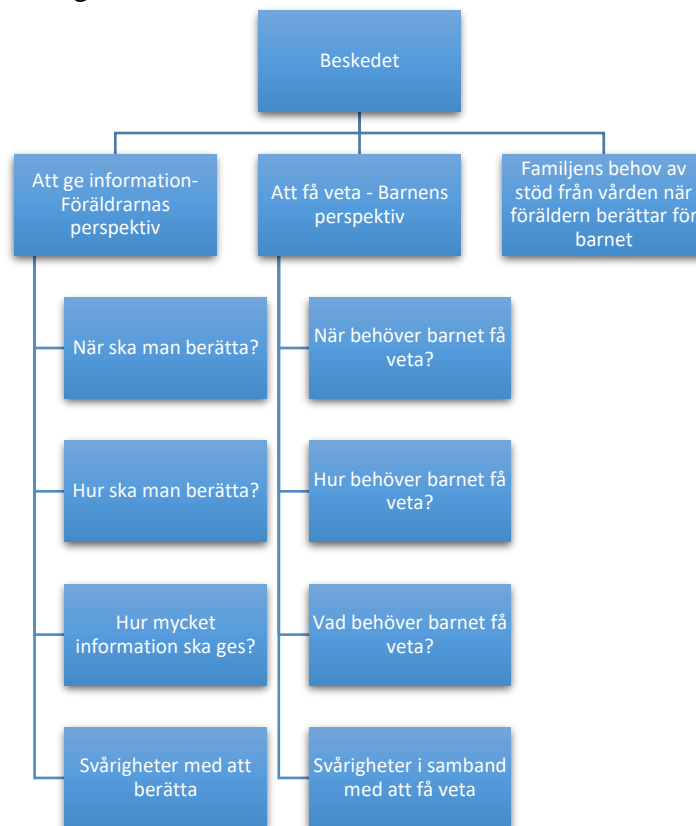 Beskedet
Att ge information-
Föräldrarnas
perspektiv
Att få veta - Barnens
perspektiv
Familjens behov av
stöd från vården när
föräldern berättar för
barnet
När ska man berätta?
Hur ska man berätta?
Hur mycket
information ska ges?
Svårigheter med att
berätta
När behöver barnet få
veta?
Hur behöver barnet få
veta?
Vad behöver barnet få
veta?
Svårigheter i samband
med att få veta